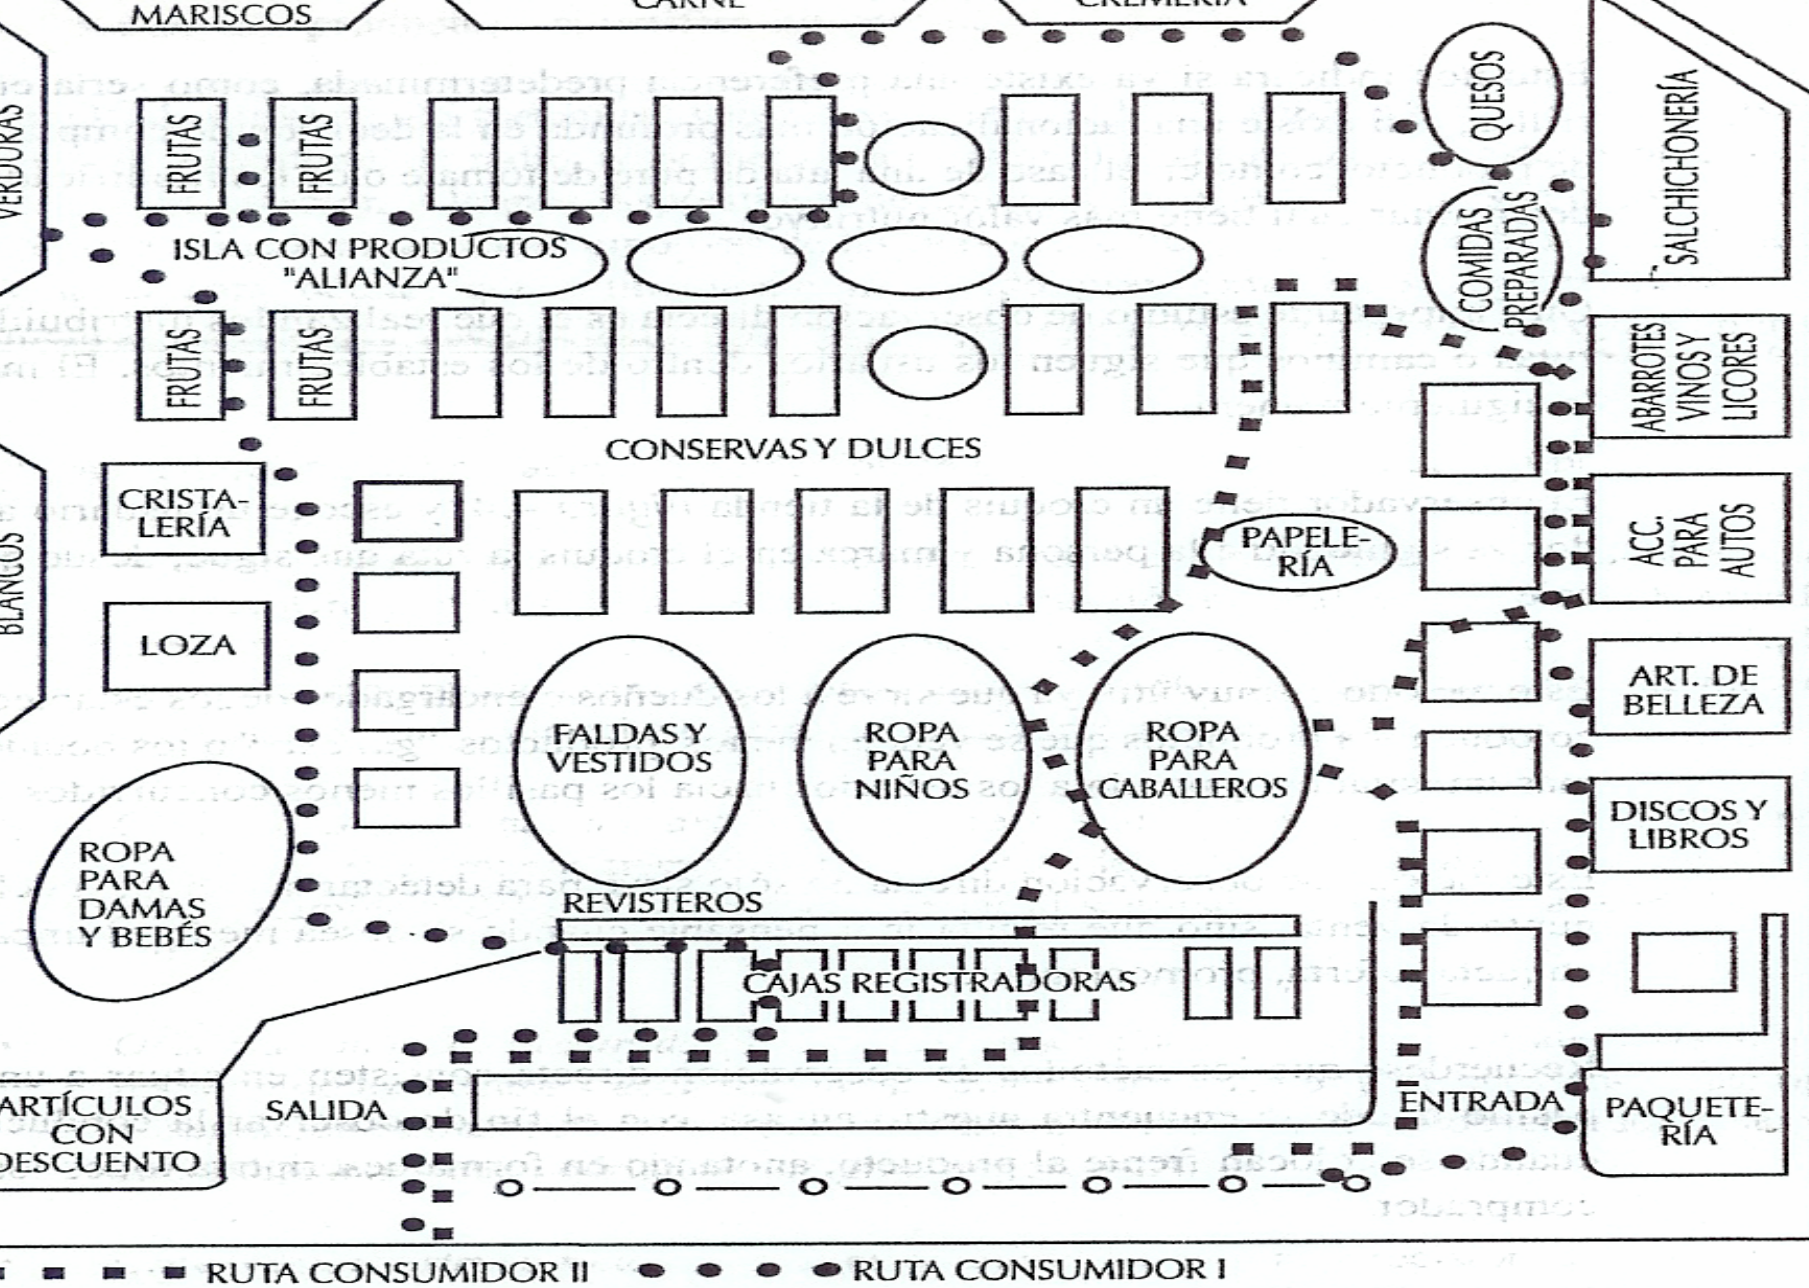 MARISCOS
CARNE
CREMERÍA
VERDURAS
FRUTAS
FRUTAS
QUESOS
SALCHICHONERÍA
COMIDAS
PREPARADAS
ISLA CON PRODUCTOS
"ALIANZA"
FRUTAS
FRUTAS
ABARROTES
VINOS Y
LICORES
CONSERVAS Y DULCES
BLANCOS
CRISTA-
LERÍA
PAPELE-
RÍA
ACC.
PARA
AUTOS
LOZA
FALDAS Y
VESTIDOS
ROPA
PARA
NIÑOS
ROPA
PARA
CABALLEROS
ART. DE
BELLEZA
DISCOS Y
LIBROS
ROPA
PARA
DAMAS
Y BEBÉS
REVISTEROS
CAJAS REGISTRADORAS
ARTÍCULOS
CON
DESCUENTO
SALIDA
ENTRADA
PAQUETE-
RÍA
RUTA CONSUMIDOR II
RUTA CONSUMIDOR I